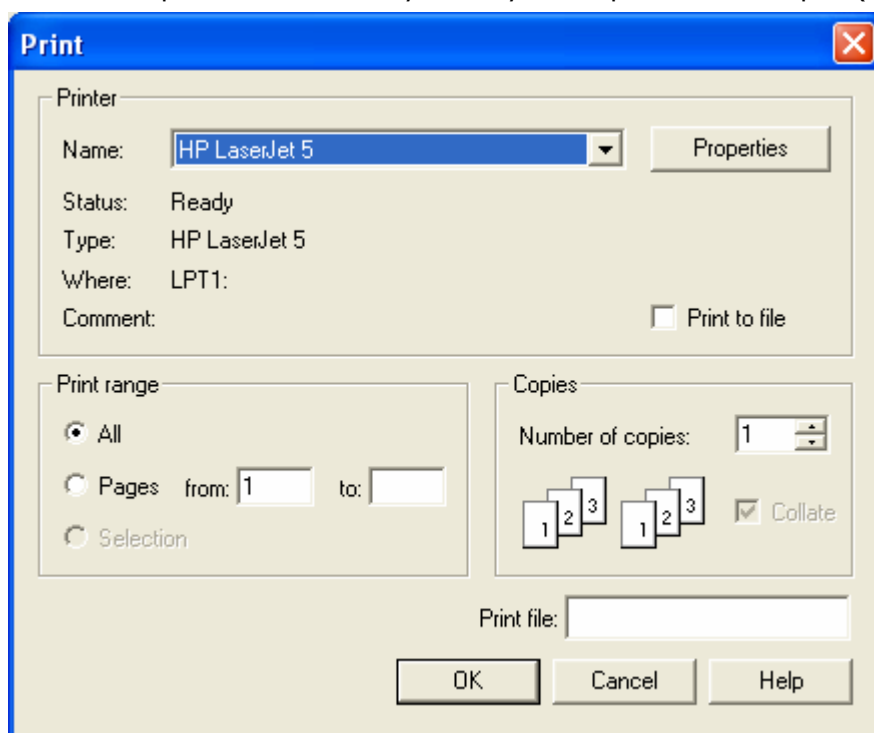 Print
Printer
Name: HP LaserJet 5 Properties
Status: Ready
Type: HP LaserJet 5
Where: LPT1:
Comment: Print to file
Print range
All
Pages from: 1 to:
Selection
Copies
Number of copies: 1
1 2 3 1 2 3 Collate
Print file:
OK Cancel Help